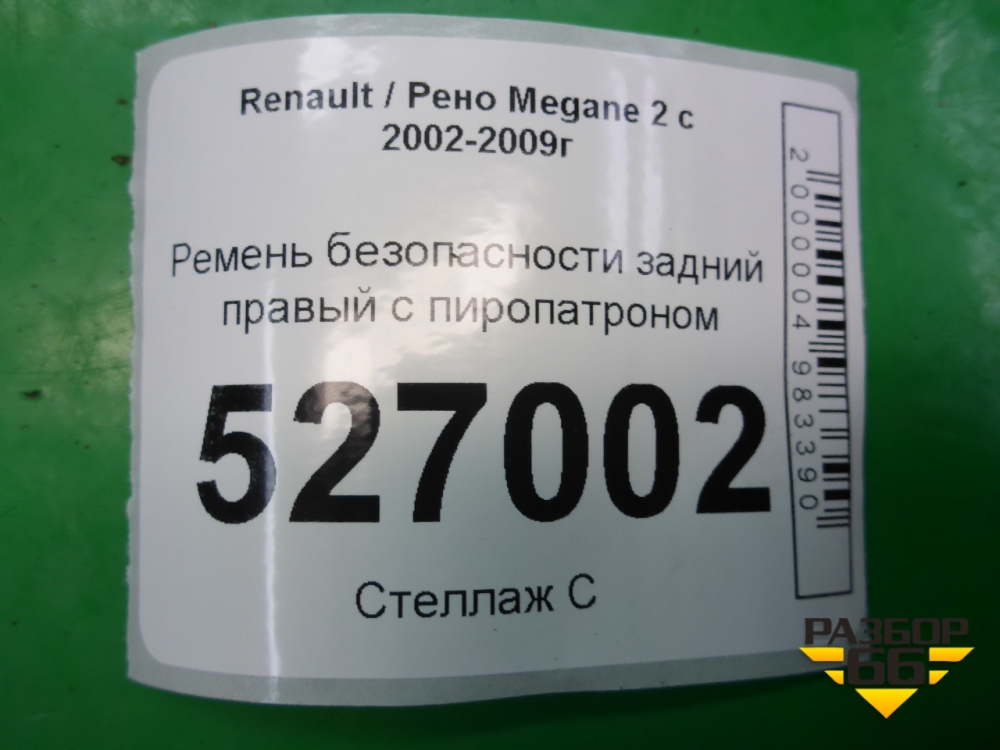 Renault / Рено Megane 2 с
2002-2009г
Ремень безопасности задний
правый с пиропатроном
527002
Стеллаж С
2000004983390
РАЗБОР
66